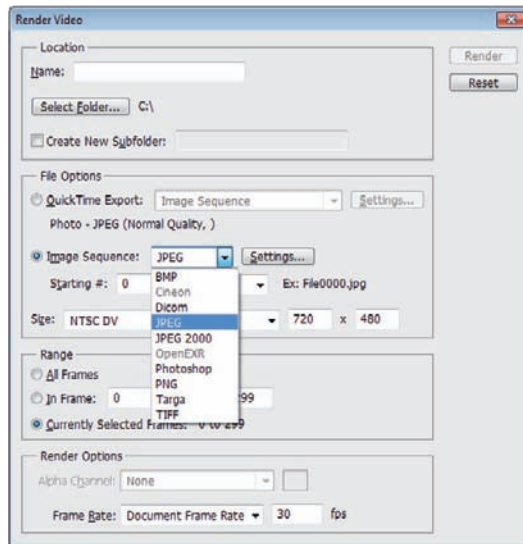 Render Video
Location
Name:
Select Folder... C:\
Create New Subfolder:
Render
Reset
File Options
QuickTime Export: Image Sequence Settings...
Photo - JPEG (Normal Quality, )
Image Sequence: JPEG Settings...
BMP
Cineon
Dicom
JPEG
JPEG 2000
OpenEXR
Photoshop
PNG
Targa
TIFF
Starting #: 0 Ex: File0000.jpg
Size: NTSC DV 720 x 480
Range
All Frames
In Frame: 0 299
Currently Selected Frames: 0 to 299
Render Options
Alpha Channel: None
Frame Rate: Document Frame Rate 30 fps